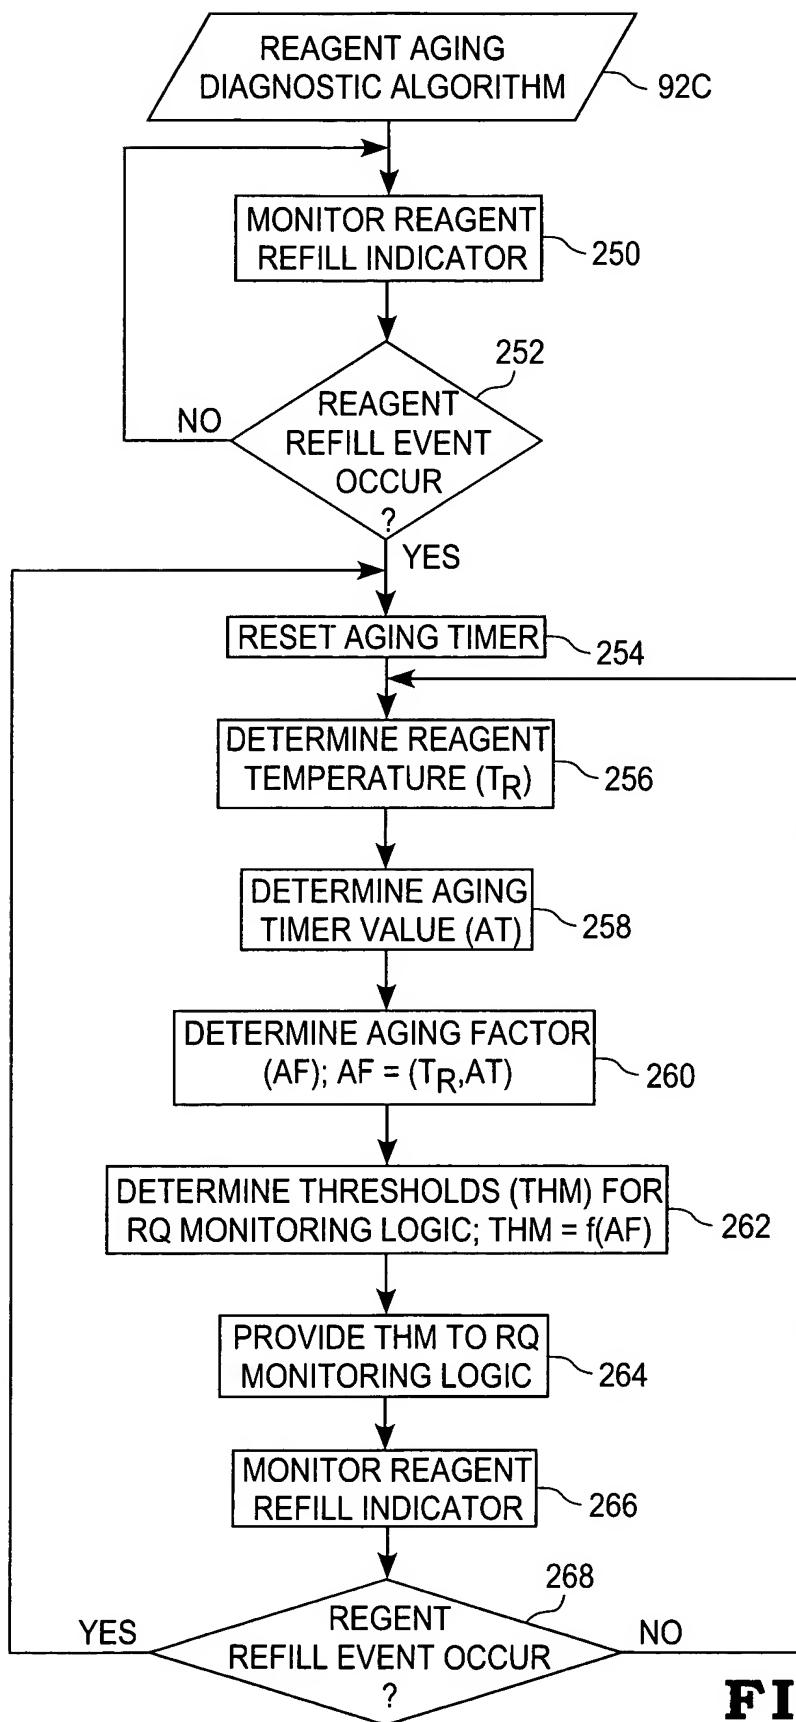 REAGENT AGING
DIAGNOSTIC ALGORITHM
92C
MONITOR REAGENT
REFILL INDICATOR
250
252
REAGENT
REFILL EVENT
OCCUR
?
NO
YES
RESET AGING TIMER
254
DETERMINE REAGENT
TEMPERATURE (TR)
256
DETERMINE AGING
TIMER VALUE (AT)
258
DETERMINE AGING FACTOR
(AF); AF = (TR,AT)
260
DETERMINE THRESHOLDS (THM) FOR
RQ MONITORING LOGIC; THM = f(AF)
262
PROVIDE THM TO RQ
MONITORING LOGIC
264
MONITOR REAGENT
REFILL INDICATOR
266
268
YES
REGENT
REFILL EVENT OCCUR
?
NO
FI